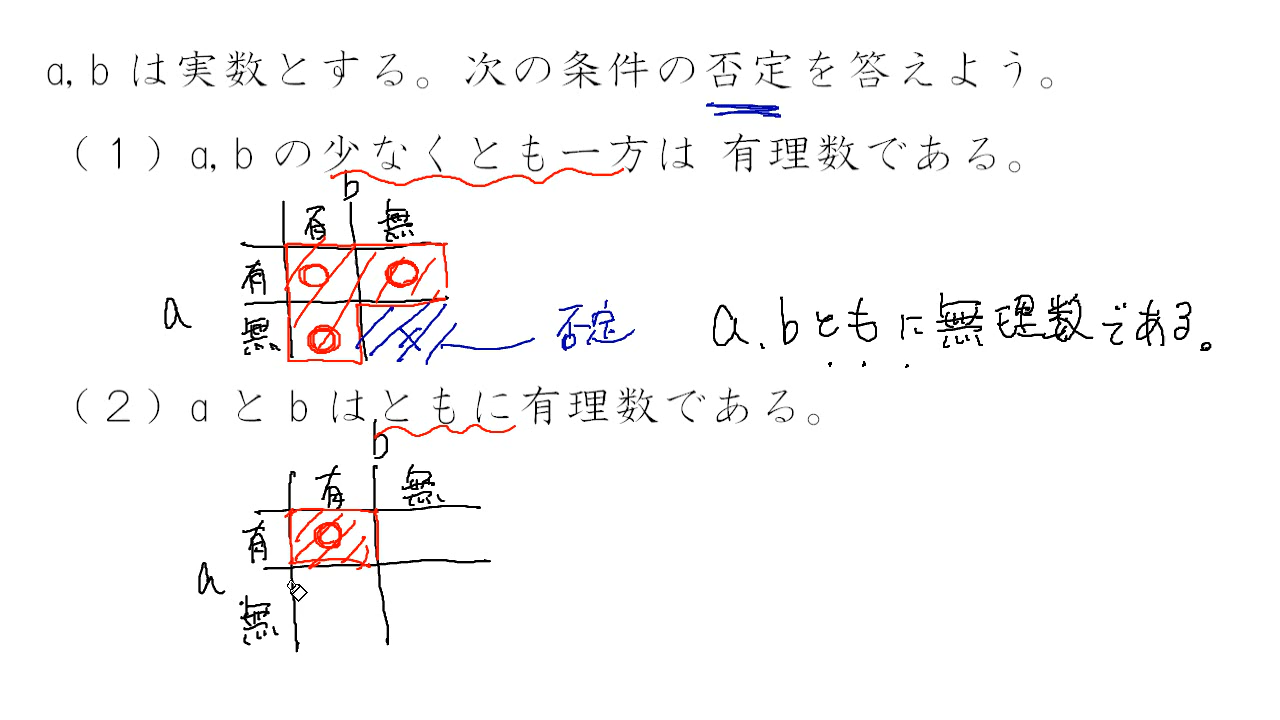 a,b は実数とする。次の条件の否定を答えよう。
（１）a,b の少なくとも一方は 有理数である。
b
有 無
有
a
無
否定 a、bともに無理数である。
（２）a と b はともに有理数である。
b
有 無
有
a
無